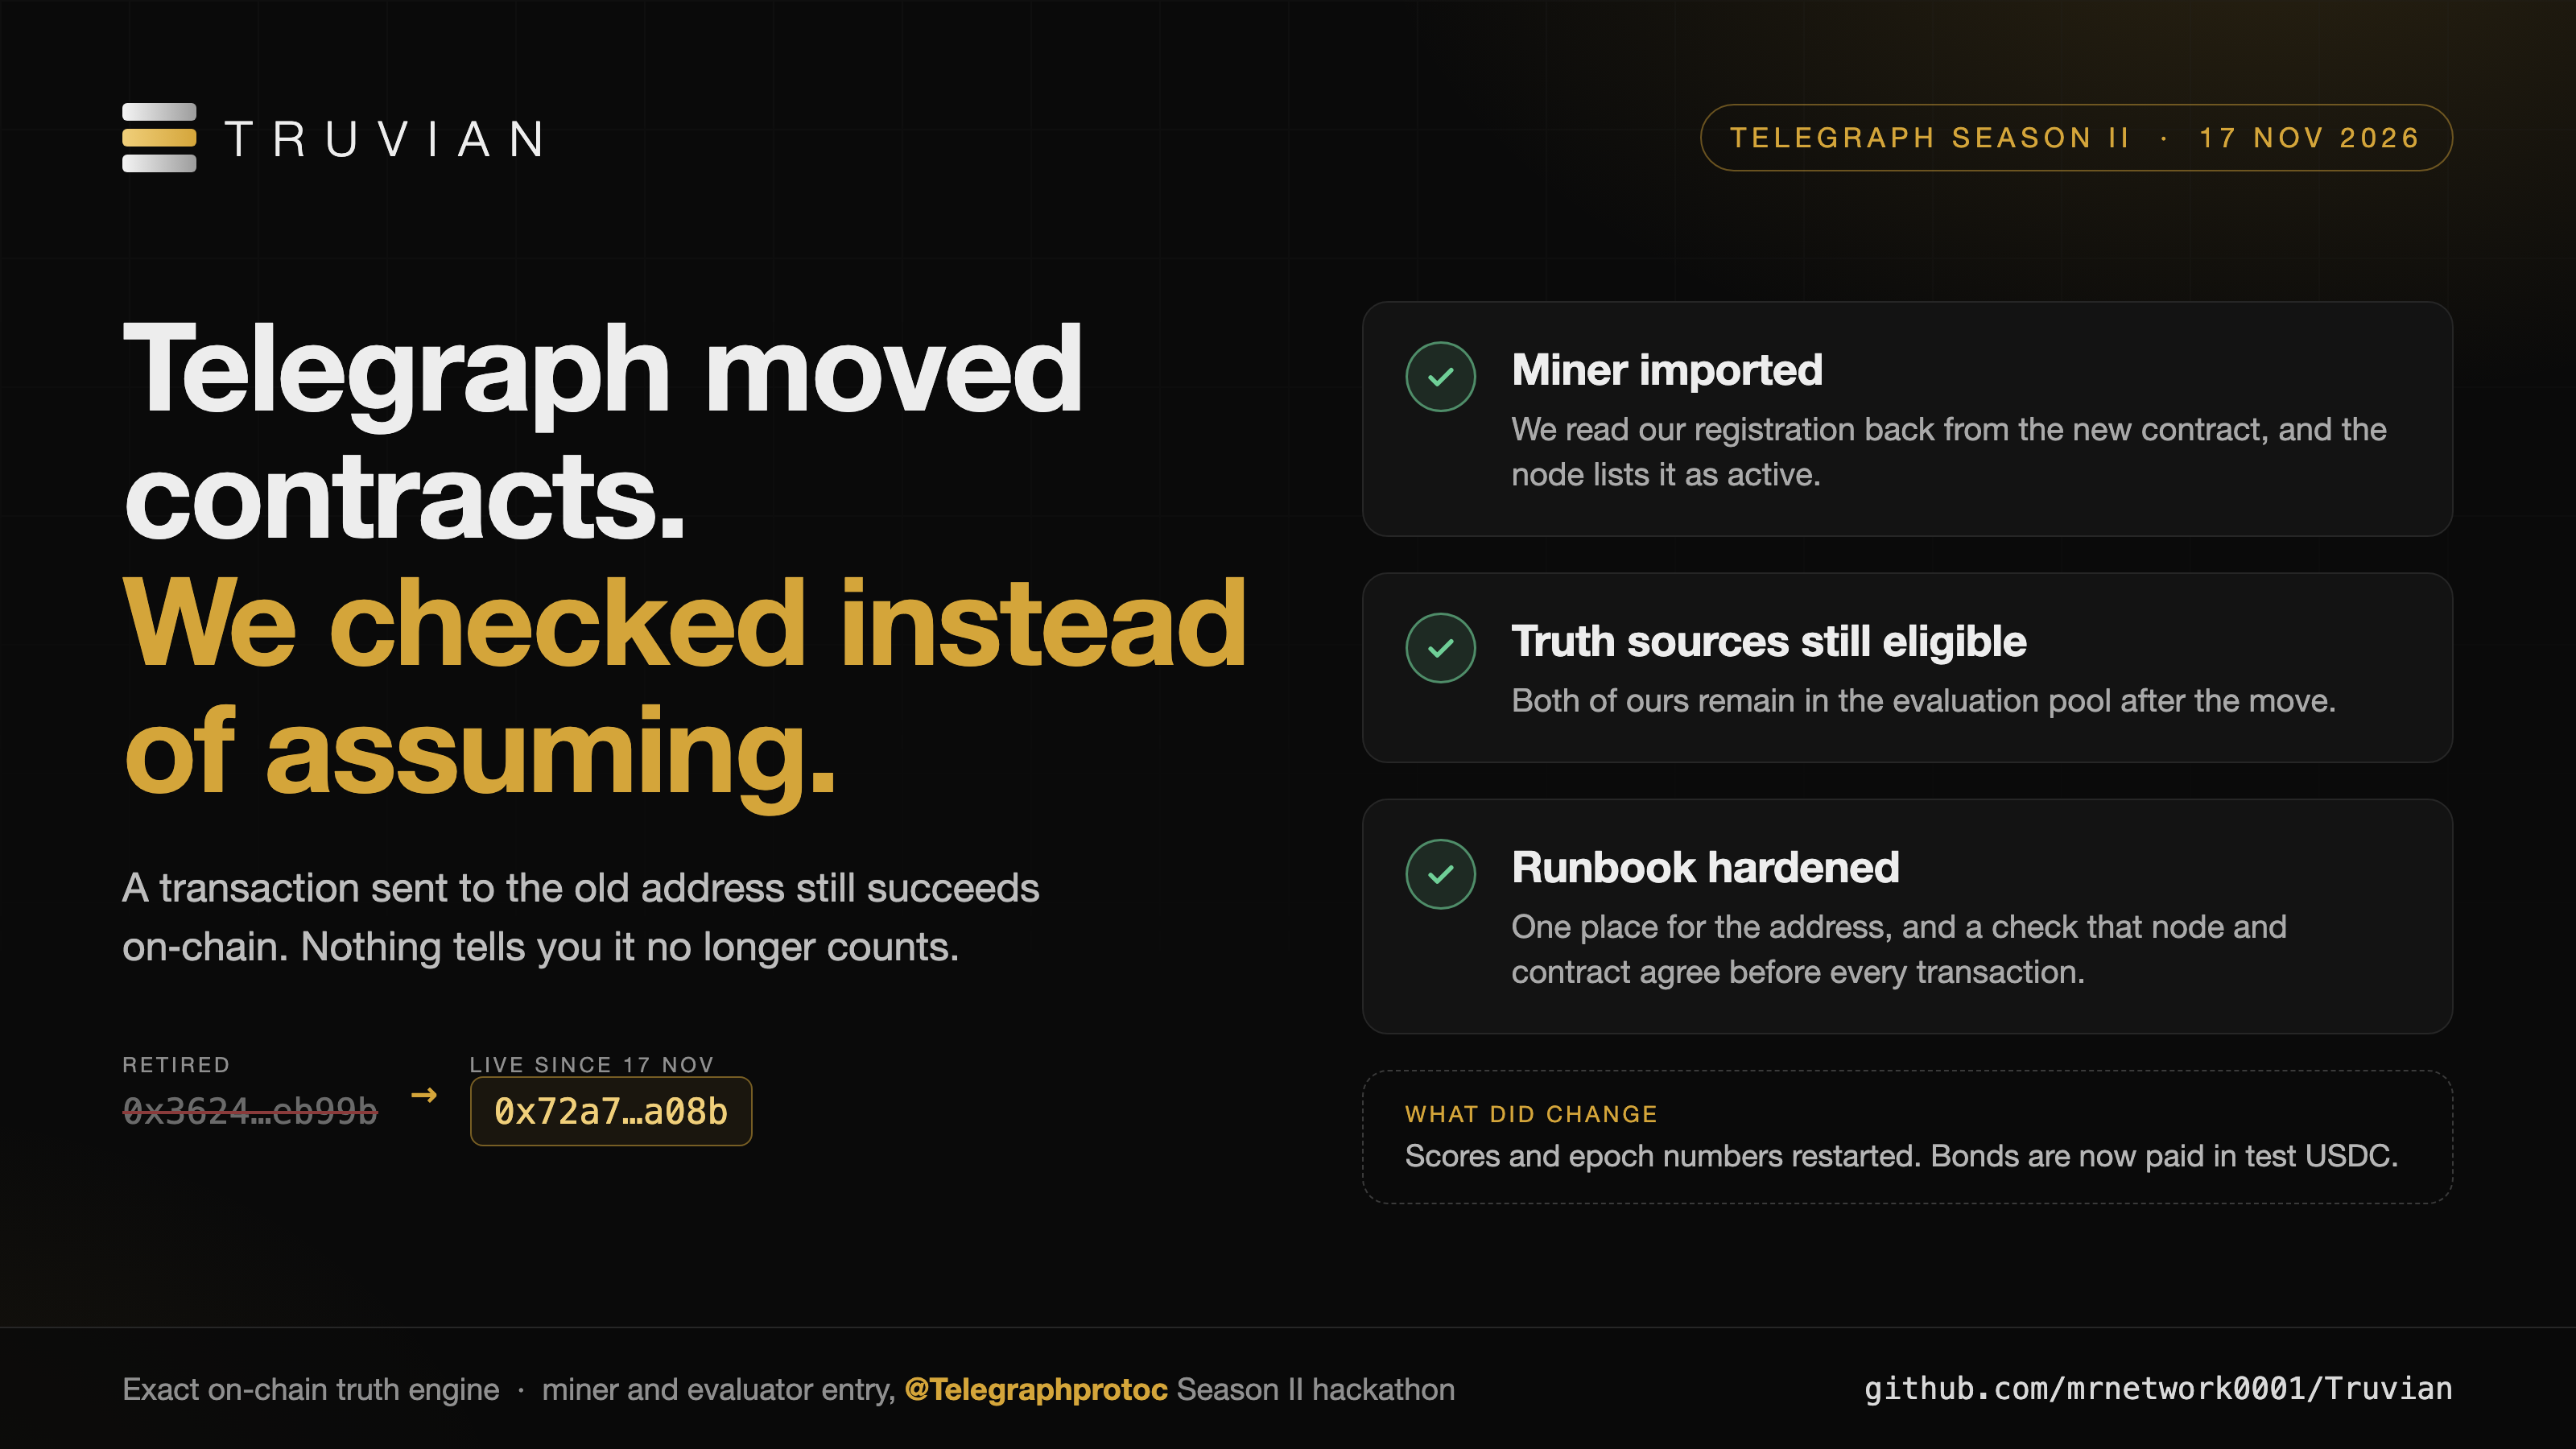 TRUVIAN
TELEGRAPH SEASON II · 17 NOV 2026
Telegraph moved
contracts.
We checked instead
of assuming.
A transaction sent to the old address still succeeds
on-chain. Nothing tells you it no longer counts.
RETIRED
0x3624…eb99b
→
LIVE SINCE 17 NOV
0x72a7…a08b
Miner imported
We read our registration back from the new contract, and the
node lists it as active.
Truth sources still eligible
Both of ours remain in the evaluation pool after the move.
Runbook hardened
One place for the address, and a check that node and
contract agree before every transaction.
WHAT DID CHANGE
Scores and epoch numbers restarted. Bonds are now paid in test USDC.
Exact on-chain truth engine · miner and evaluator entry, @Telegraphprotoc Season II hackathon
github.com/mrnetwork0001/Truvian